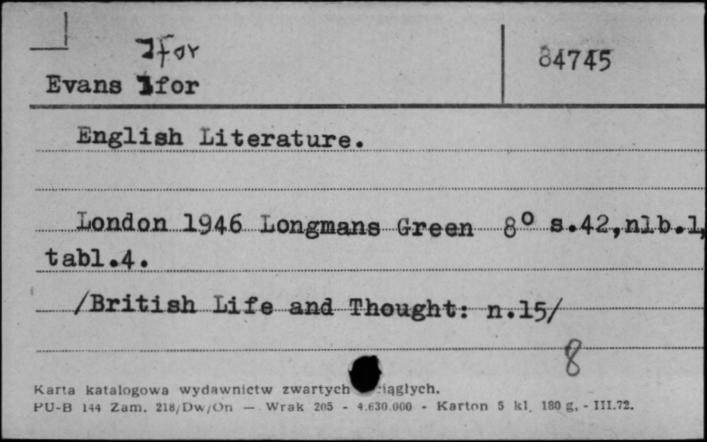 Ifor
84745
Evans Ifor
English Literature.
London 1946 Longmans Green 8° s.42,nlb.1,
tabl.4.
/British Life and Thought: n.15/
8
Karta katalogowa wydawnictw zwartych ciągłych.
PU-B 144 Zam. 218/Dw/On — Wrak 205 - 4.630.000 - Karton 5 kl. 180 g. - III.72.